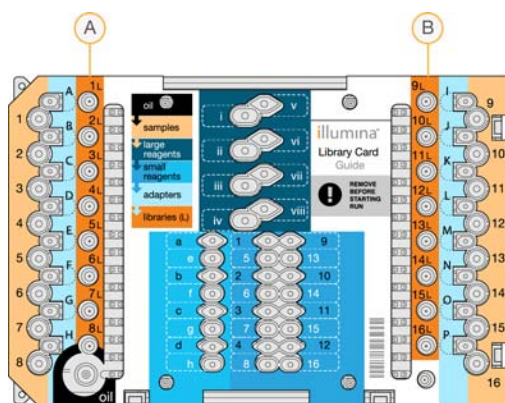 A
B
1L
2L
3L
4L
5L
6L
7L
8L
A
B
C
D
E
F
G
H
1
2
3
4
5
6
7
8
oil
oil
samples
large
reagents
small
reagents
adapters
libraries (L)
i
ii
iii
iv
v
vi
vii
viii
a 1 9
e 5 13
b 2 10
f 6 14
c 3 11
g 7 15
d 4 12
h 8 16
illumina®
Library Card
Guide
REMOVE
BEFORE
STARTING
RUN
9L
10L
11L
12L
13L
14L
15L
16L
I
J
K
L
M
N
O
P
9
10
11
12
13
14
15
16